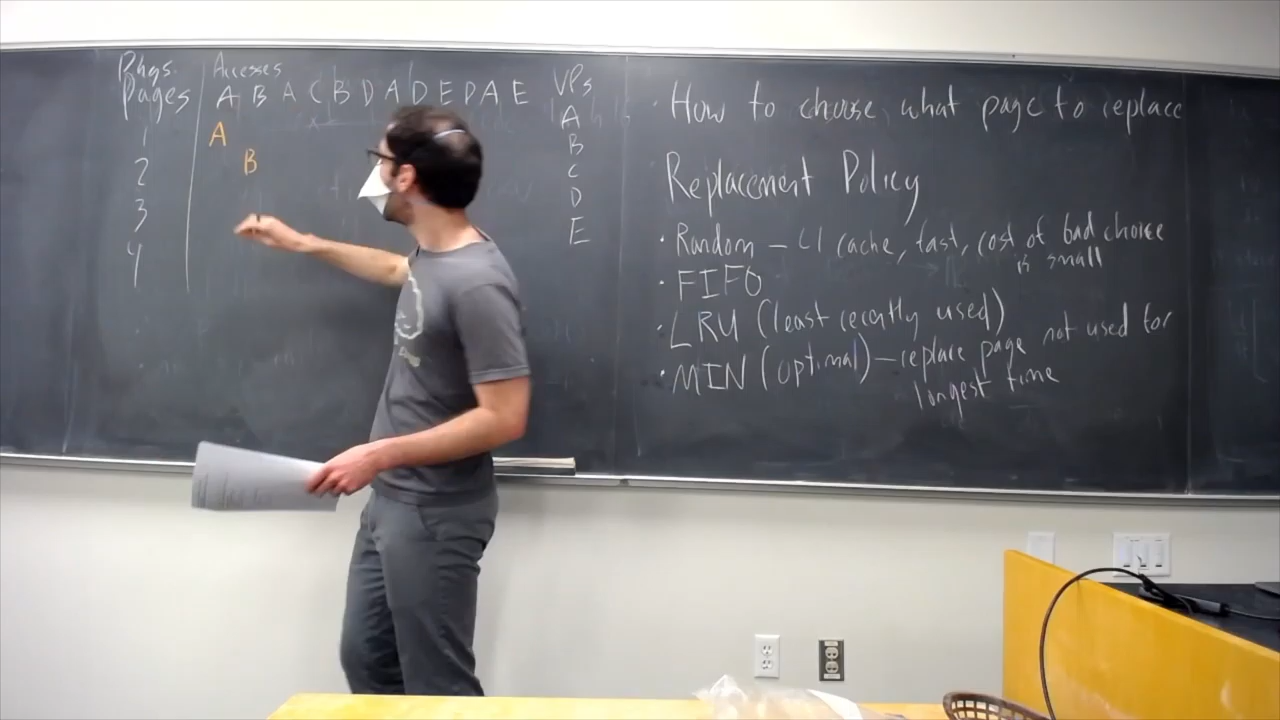 Phys. Accesses VPs
Pages A B A C B D A D E D A E
1 A A
2 B B
3 C
4 D
E
· How to choose what page to replace
Replacement Policy
· Random – L1 cache, fast, cost of bad choice
is small
· FIFO
· LRU (least recently used)
· MIN (optimal) – replace page not used for
longest time